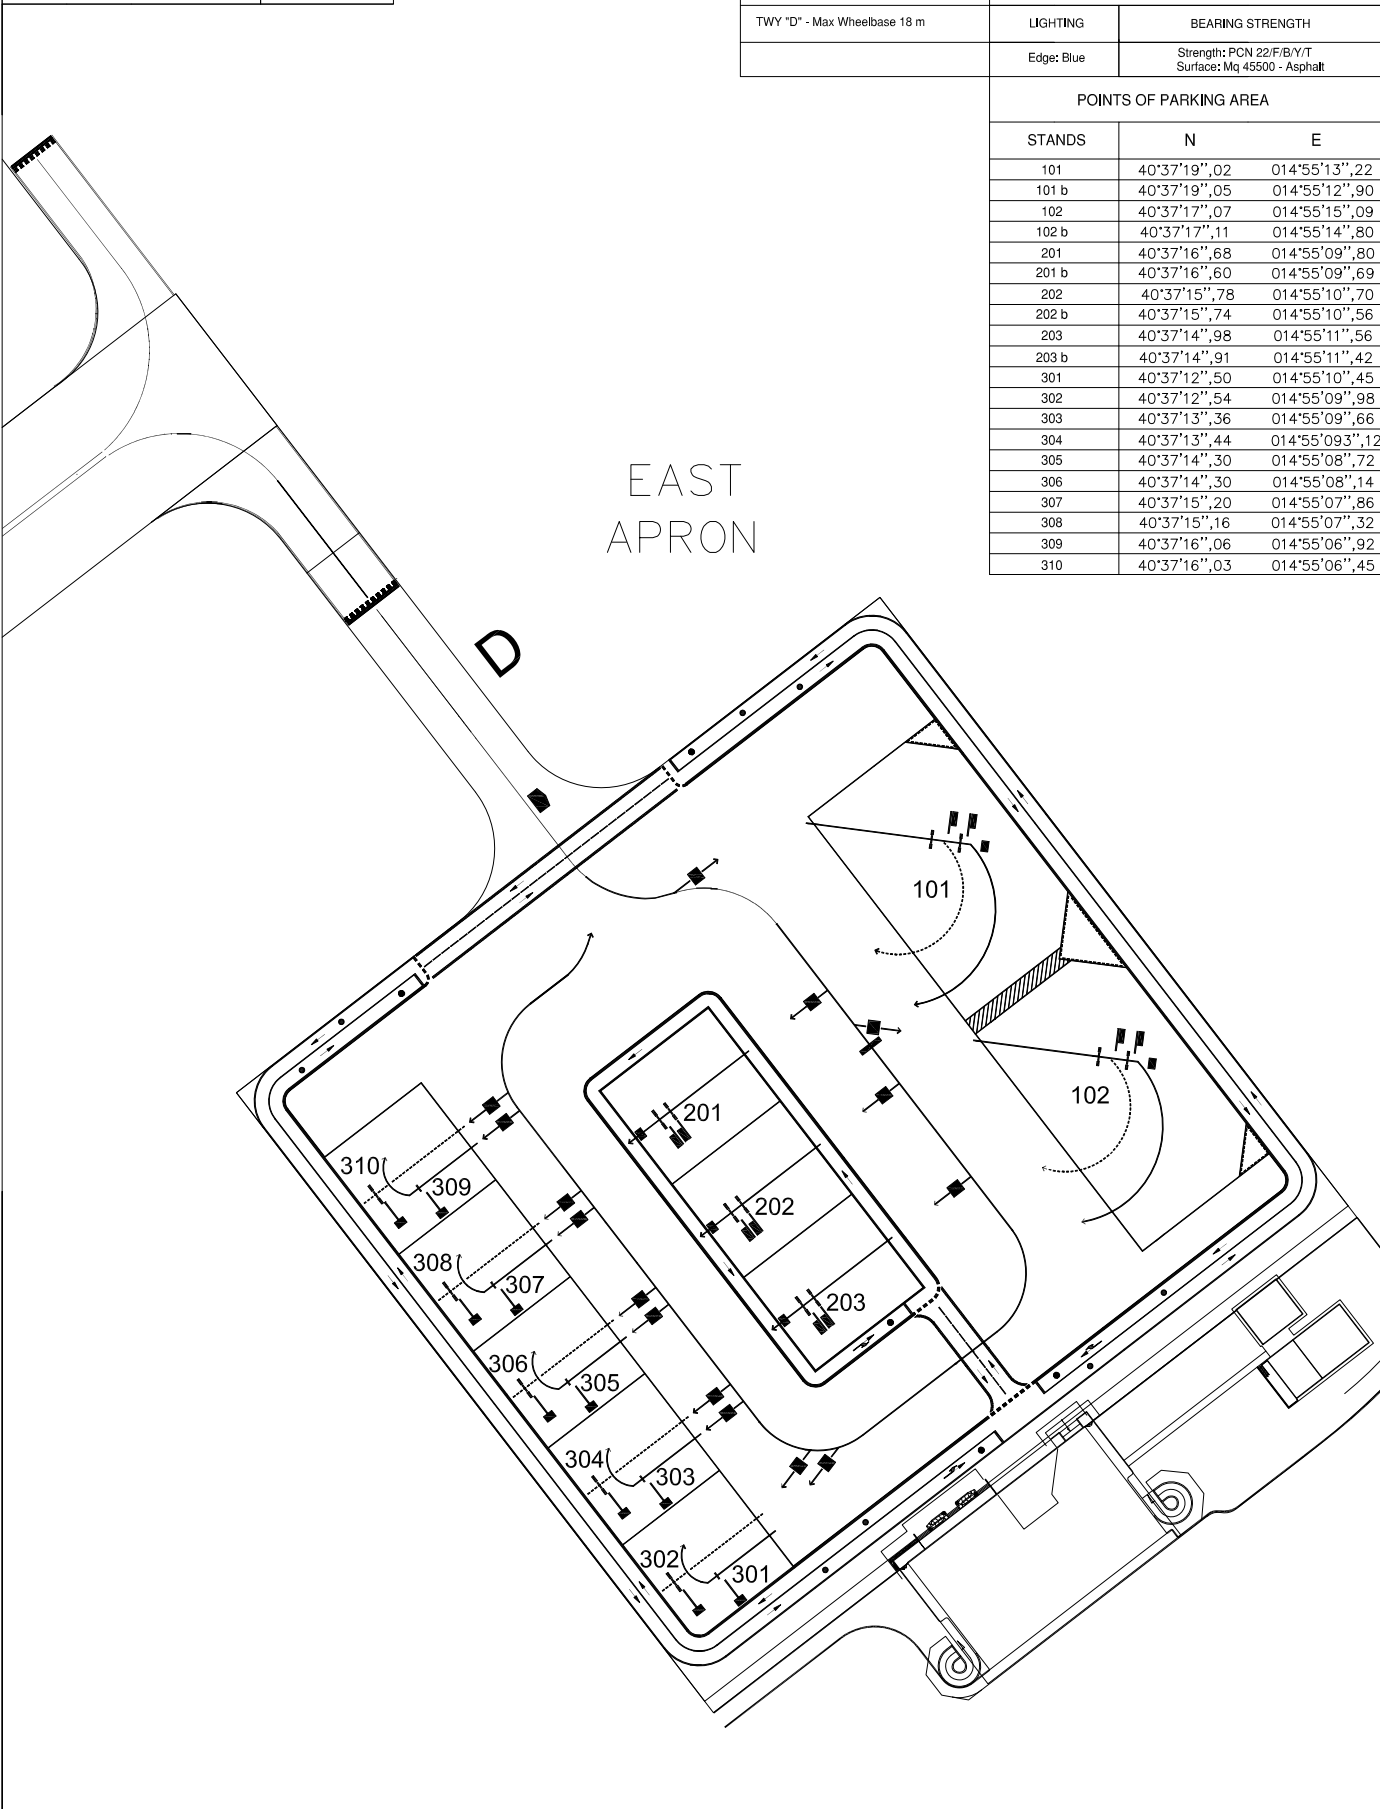 TWY "D" - Max Wheelbase 18 m
LIGHTING BEARING STRENGTH
Edge: Blue Strength: PCN 22/F/B/Y/T
Surface: Mq 45500 - Asphalt
POINTS OF PARKING AREA
STANDS N E
101 40°37'19'',02 014°55'13'',22
101 b 40°37'19'',05 014°55'12'',90
102 40°37'17'',07 014°55'15'',09
102 b 40°37'17'',11 014°55'14'',80
201 40°37'16'',68 014°55'09'',80
201 b 40°37'16'',60 014°55'09'',69
202 40°37'15'',78 014°55'10'',70
202 b 40°37'15'',74 014°55'10'',56
203 40°37'14'',98 014°55'11'',56
203 b 40°37'14'',91 014°55'11'',42
301 40°37'12'',50 014°55'10'',45
302 40°37'12'',54 014°55'09'',98
303 40°37'13'',36 014°55'09'',66
304 40°37'13'',44 014°55'093'',12
305 40°37'14'',30 014°55'08'',72
306 40°37'14'',30 014°55'08'',14
307 40°37'15'',20 014°55'07'',86
308 40°37'15'',16 014°55'07'',32
309 40°37'16'',06 014°55'06'',92
310 40°37'16'',03 014°55'06'',45
EAST
APRON
D
101
102
201
202
203
310
309
308
307
306
305
304
303
302
301